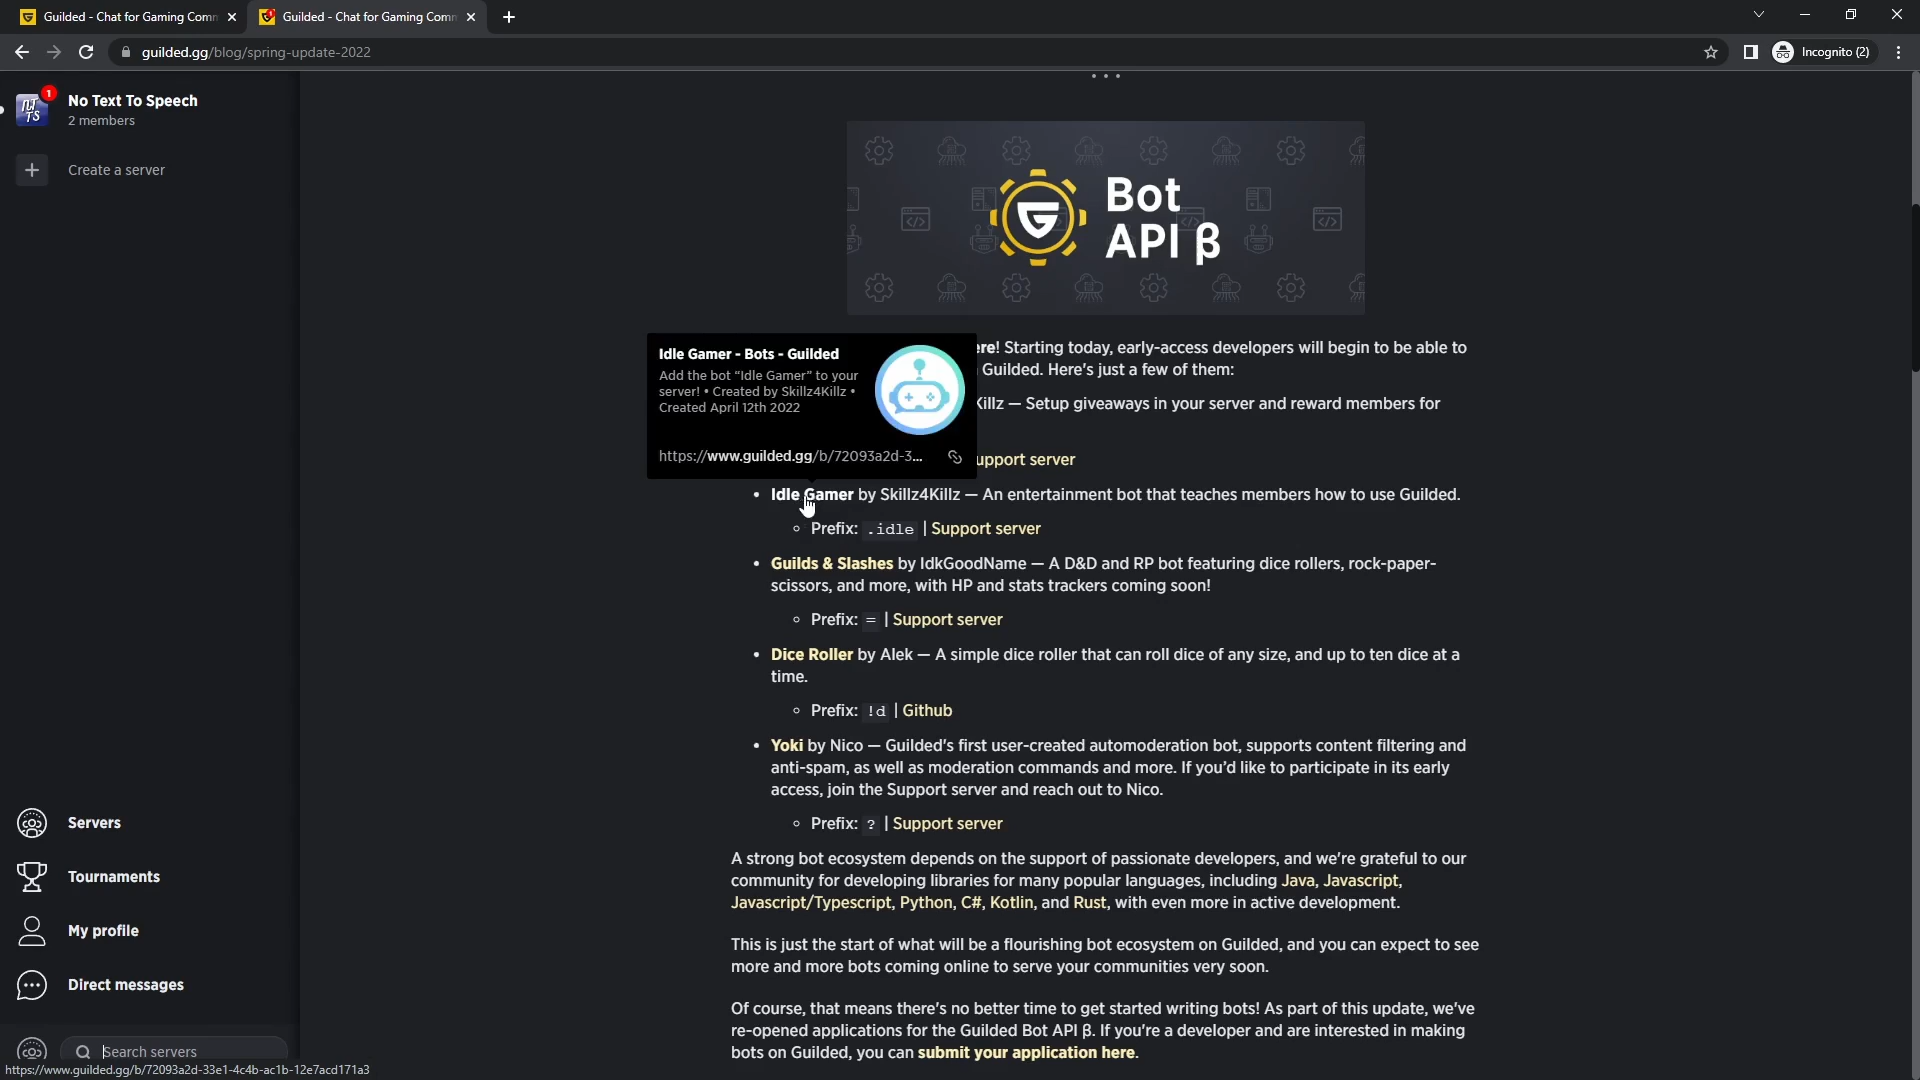 Guilded - Chat for Gaming Comm
Guilded - Chat for Gaming Comm
guilded.gg/blog/spring-update-2022
Incognito (2)
1
NT
TS
No Text To Speech
2 members
Create a server
Bot
API β
Idle Gamer - Bots - Guilded
Add the bot “Idle Gamer” to your
server! • Created by Skillz4Killz •
Created April 12th 2022
https://www.guilded.gg/b/72093a2d-3...
ere! Starting today, early-access developers will begin to be able to
Guilded. Here's just a few of them:
Killz — Setup giveaways in your server and reward members for
upport server
• Idle Gamer by Skillz4Killz — An entertainment bot that teaches members how to use Guilded.
Prefix: .idle | Support server
• Guilds & Slashes by IdkGoodName — A D&D and RP bot featuring dice rollers, rock-paper-
scissors, and more, with HP and stats trackers coming soon!
Prefix: = | Support server
• Dice Roller by Alek — A simple dice roller that can roll dice of any size, and up to ten dice at a
time.
Prefix: !d | Github
• Yoki by Nico — Guilded's first user-created automoderation bot, supports content filtering and
anti-spam, as well as moderation commands and more. If you’d like to participate in its early
access, join the Support server and reach out to Nico.
Prefix: ? | Support server
A strong bot ecosystem depends on the support of passionate developers, and we're grateful to our
community for developing libraries for many popular languages, including Java, Javascript,
Javascript/Typescript, Python, C#, Kotlin, and Rust, with even more in active development.
This is just the start of what will be a flourishing bot ecosystem on Guilded, and you can expect to see
more and more bots coming online to serve your communities very soon.
Of course, that means there's no better time to get started writing bots! As part of this update, we've
re-opened applications for the Guilded Bot API β. If you're a developer and are interested in making
bots on Guilded, you can submit your application here.
Servers
Tournaments
My profile
Direct messages
Search servers
https://www.guilded.gg/b/72093a2d-33e1-4c4b-ac1b-12e7acd171a3